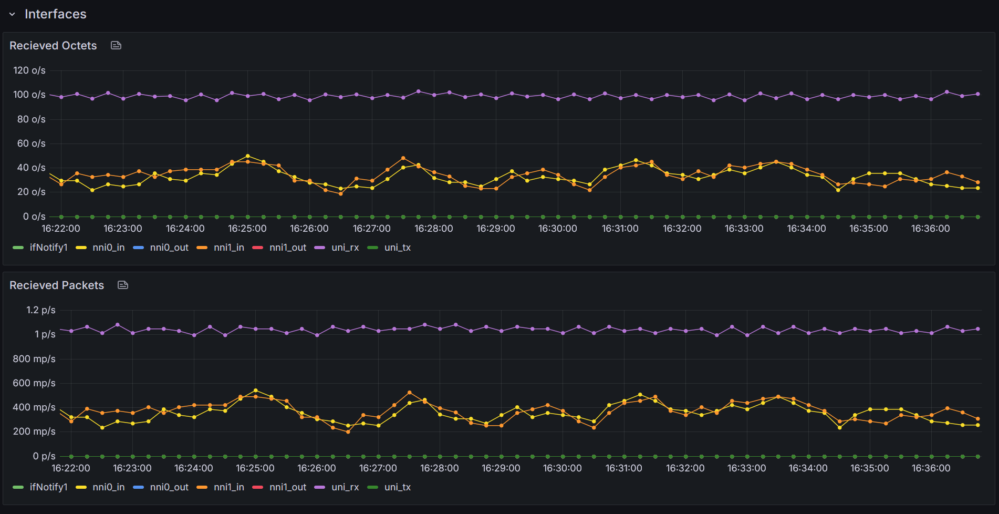 Interfaces
Recieved Octets
120 o/s
100 o/s
80 o/s
60 o/s
40 o/s
20 o/s
0 o/s
16:22:00 16:23:00 16:24:00 16:25:00 16:26:00 16:27:00 16:28:00 16:29:00 16:30:00 16:31:00 16:32:00 16:33:00 16:34:00 16:35:00 16:36:00
ifNotify1 nni0_in nni0_out nni1_in nni1_out uni_rx uni_tx
Recieved Packets
1.2 p/s
1 p/s
800 mp/s
600 mp/s
400 mp/s
200 mp/s
0 p/s
16:22:00 16:23:00 16:24:00 16:25:00 16:26:00 16:27:00 16:28:00 16:29:00 16:30:00 16:31:00 16:32:00 16:33:00 16:34:00 16:35:00 16:36:00
ifNotify1 nni0_in nni0_out nni1_in nni1_out uni_rx uni_tx